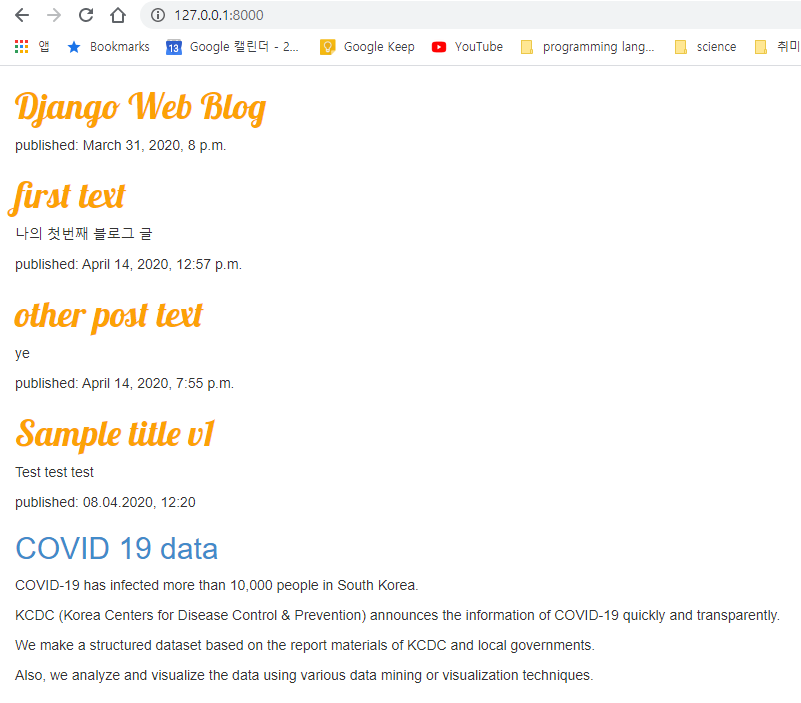 127.0.0.1:8000
앱 Bookmarks Google 캘린더 - 2... Google Keep YouTube programming lang... science 취미
13
Django Web Blog
published: March 31, 2020, 8 p.m.
first text
나의 첫번째 블로그 글
published: April 14, 2020, 12:57 p.m.
other post text
ye
published: April 14, 2020, 7:55 p.m.
Sample title v1
Test test test
published: 08.04.2020, 12:20
COVID 19 data
COVID-19 has infected more than 10,000 people in South Korea.
KCDC (Korea Centers for Disease Control & Prevention) announces the information of COVID-19 quickly and transparently.
We make a structured dataset based on the report materials of KCDC and local governments.
Also, we analyze and visualize the data using various data mining or visualization techniques.